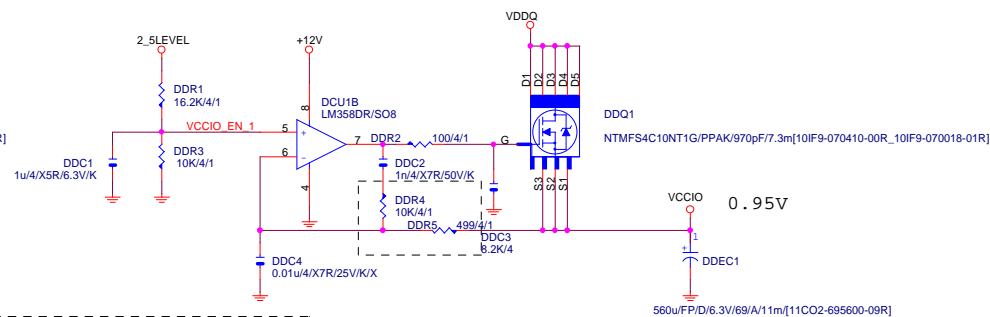 2_5LEVEL
+12V
VDDQ
D1
D2
D3
D4
D5
DDR1
16.2K/4/1
DCU1B
LM358DR/SO8
8
DDQ1
R]
VCCIO_EN_1
5
+
7
DDR2
100/4/1
G
NTMFS4C10NT1G/PPAK/970pF/7.3m[10IF9-070410-00R_10IF9-070018-01R]
6
-
DDC1
1u/4/X5R/6.3V/K
DDR3
10K/4/1
4
DDC2
1n/4/X7R/50V/K
S3
S2
S1
DDR4
10K/4/1
VCCIO
0.95V
DDR5
499/4/1
DDC3
8.2K/4
1
+
DDC4
0.01u/4/X7R/25V/K/X
DDEC1
560u/FP/D/6.3V/69/A/11m/[11CO2-695600-09R]